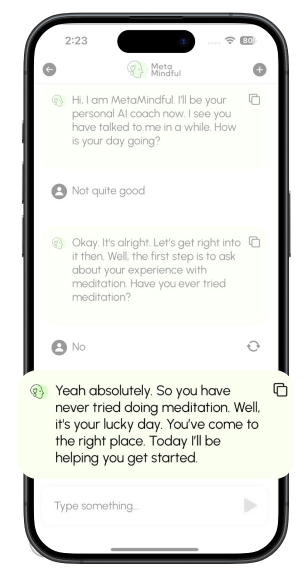 2:23
80
Meta
Mindful
Hi. I am MetaMindful. I'll be your
personal AI coach now. I see you
have talked to me in a while. How
is your day going?
Not quite good
Okay. It's alright. Let's get right into
it then. Well, the first step is to ask
about your experience with
meditation. Have you ever tried
meditation?
No
Yeah absolutely. So you have
never tried doing meditation. Well,
it's your lucky day. You've come to
the right place. Today I'll be
helping you get started.
Type something...